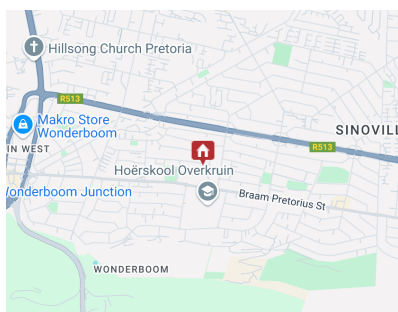 Hillsong Church Pretoria
R513
Makro Store
Wonderboom
SINOVILL
R513
IN WEST
Hoërskool Overkruin
Wonderboom Junction
Braam Pretorius St
WONDERBOOM